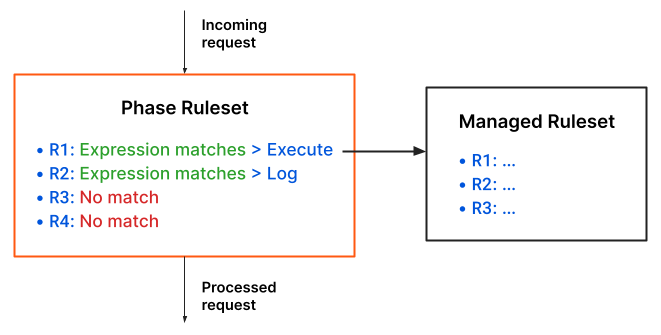 Incoming
request
Phase Ruleset
• R1: Expression matches > Execute
• R2: Expression matches > Log
• R3: No match
• R4: No match
Managed Ruleset
• R1: ...
• R2: ...
• R3: ...
Processed
request